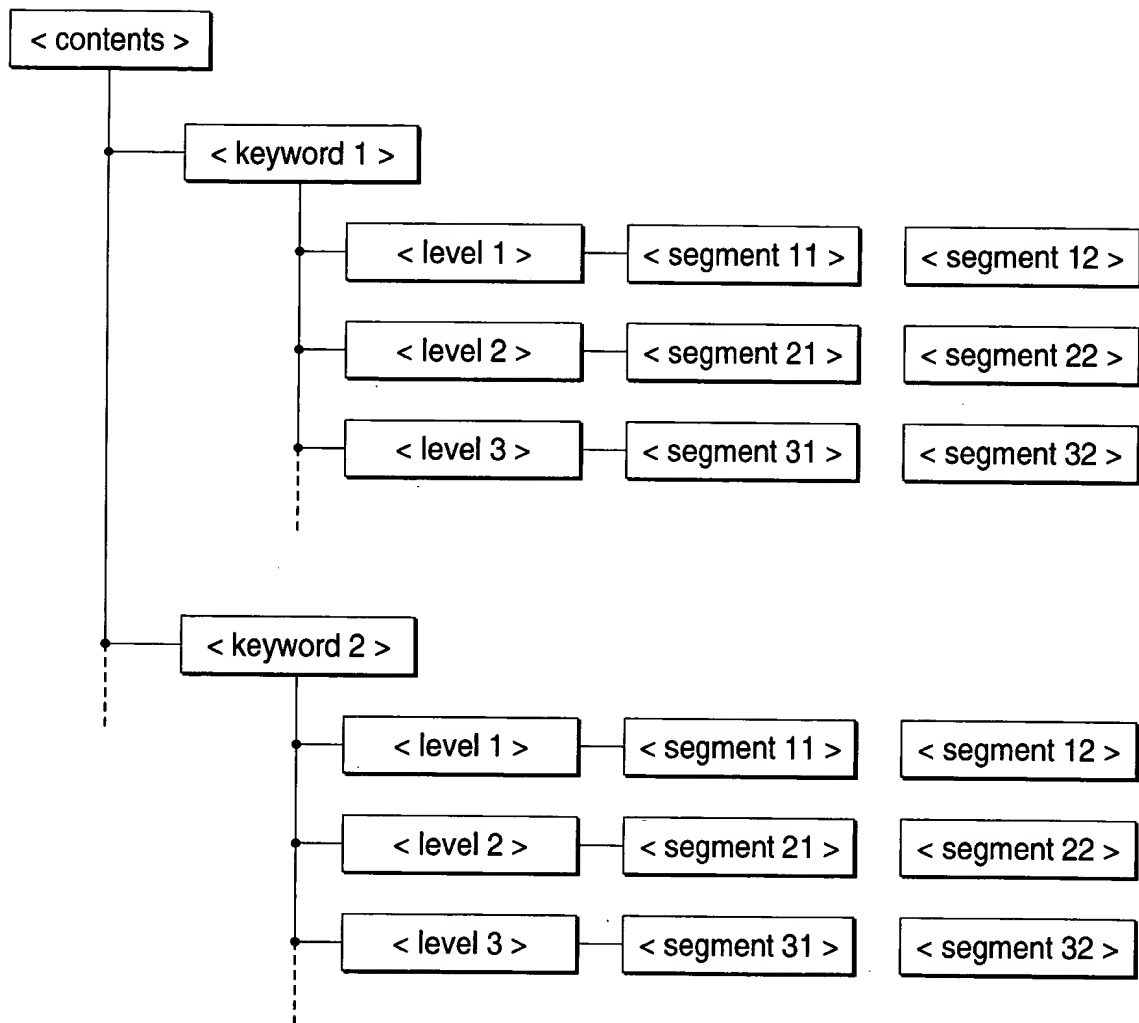 < contents >
< keyword 1 >
< level 1 > < segment 11 > < segment 12 >
< level 2 > < segment 21 > < segment 22 >
< level 3 > < segment 31 > < segment 32 >
< keyword 2 >
< level 1 > < segment 11 > < segment 12 >
< level 2 > < segment 21 > < segment 22 >
< level 3 > < segment 31 > < segment 32 >